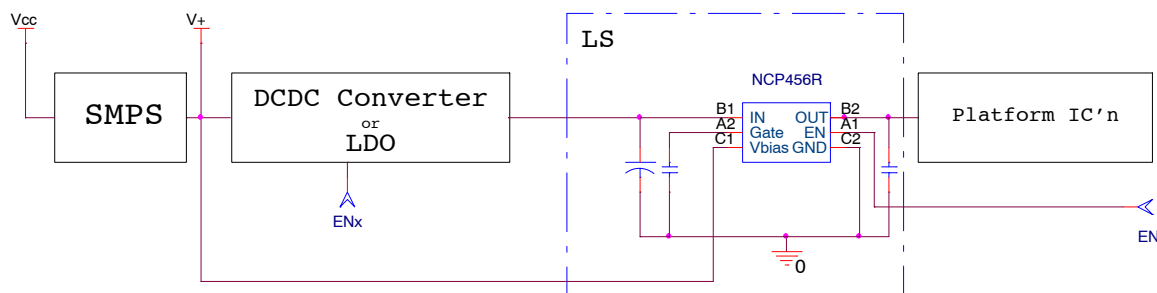 Vcc
V+
LS
NCP456R
SMPS
DCDC Converter
or
LDO
B1
A2
C1
IN
Gate
Vbias
OUT
EN
GND
B2
A1
C2
Platform IC'n
ENx
EN
0